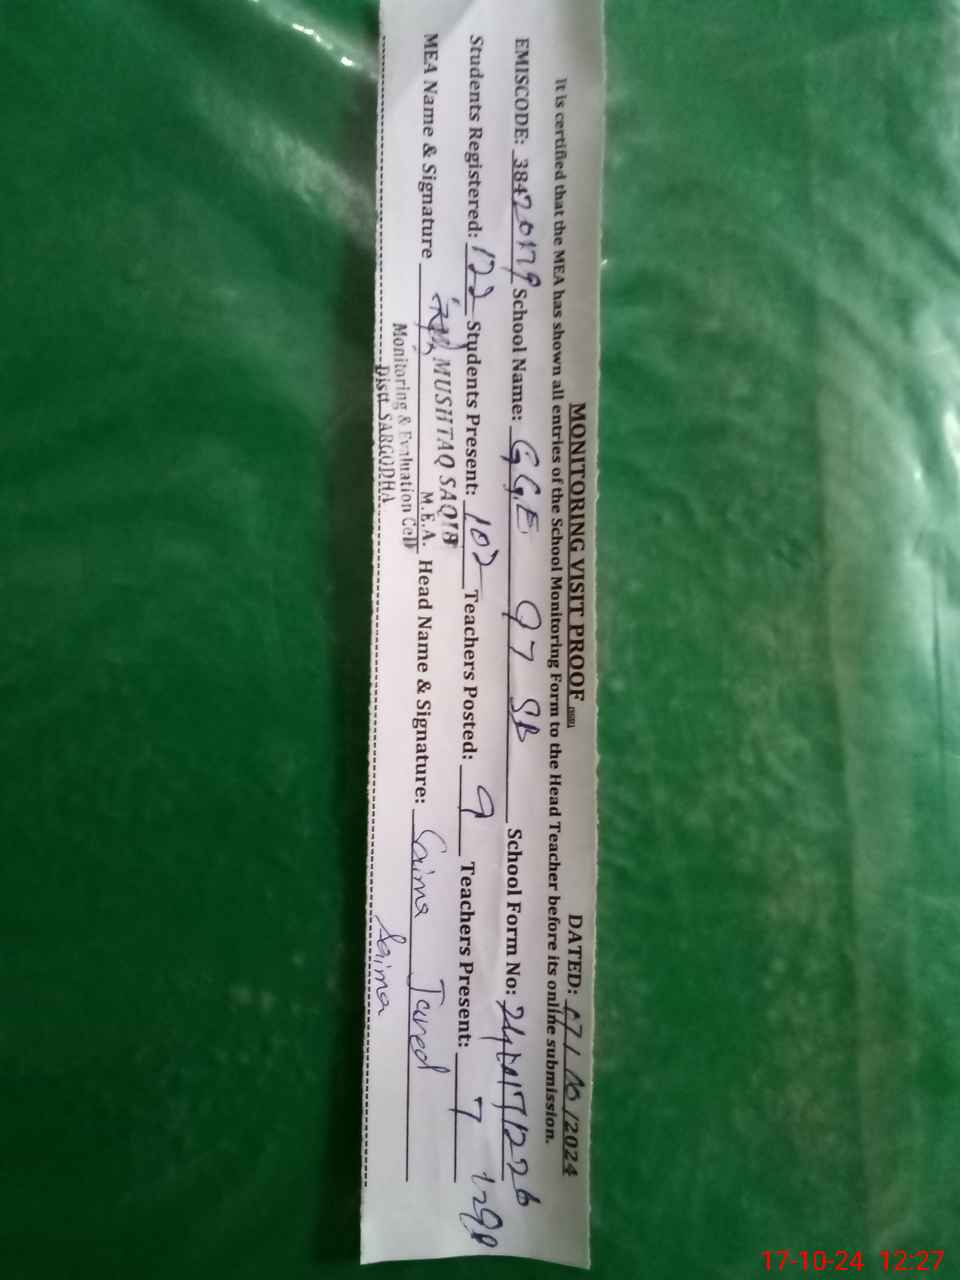 MONITORING VISIT PROOF DATED: 17/10/2024
It is certified that the MEA has shown all entries of the School Monitoring Form to the Head Teacher before its online submission.
EMISCODE: 38420179 School Name: GGE 97 SB School Form No:
Students Registered: 122 Students Present: 102 Teachers Posted: 9 Teachers Present: 7
MEA Name & Signature MUSHTAQ SAQIB Head Name & Signature: Saima Javed
M.E.A.
Monitoring & Evaluation Cell
Distt. SARGODHA
Saima
17-10-24 12:27